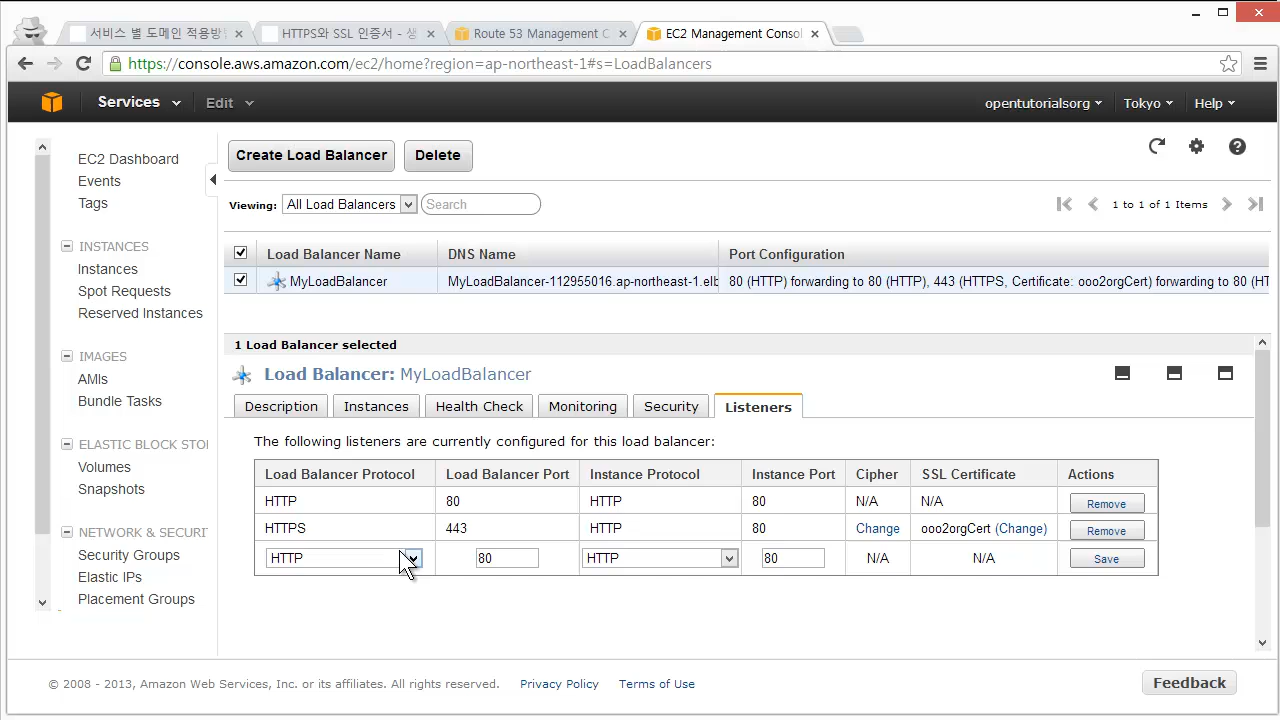 서비스 별 도메인 적용방
HTTPS와 SSL 인증서 - 생
Route 53 Management C
EC2 Management Consol
https://console.aws.amazon.com/ec2/home?region=ap-northeast-1#s=LoadBalancers
Services Edit opentutorialsorg Tokyo Help
EC2 Dashboard
Events
Tags
INSTANCES
Instances
Spot Requests
Reserved Instances
IMAGES
AMIs
Bundle Tasks
ELASTIC BLOCK STO
Volumes
Snapshots
NETWORK & SECURIT
Security Groups
Elastic IPs
Placement Groups
Create Load Balancer Delete
Viewing: All Load Balancers Search 1 to 1 of 1 Items
Load Balancer Name DNS Name Port Configuration
MyLoadBalancer MyLoadBalancer-112955016.ap-northeast-1.elb 80 (HTTP) forwarding to 80 (HTTP), 443 (HTTPS, Certificate: ooo2orgCert) forwarding to 80 (HT
1 Load Balancer selected
Load Balancer: MyLoadBalancer
Description Instances Health Check Monitoring Security Listeners
The following listeners are currently configured for this load balancer:
Load Balancer Protocol Load Balancer Port Instance Protocol Instance Port Cipher SSL Certificate Actions
HTTP 80 HTTP 80 N/A N/A Remove
HTTPS 443 HTTP 80 Change ooo2orgCert (Change) Remove
HTTP 80 HTTP 80 N/A N/A Save
© 2008 - 2013, Amazon Web Services, Inc. or its affiliates. All rights reserved. Privacy Policy Terms of Use Feedback